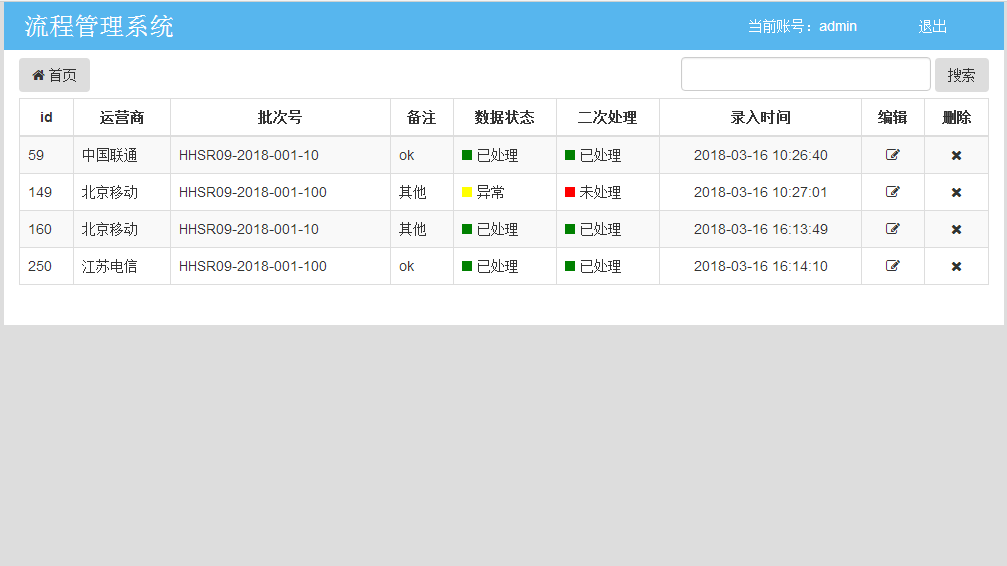 流程管理系统 当前账号：admin 退出
首页 搜索
id 运营商 批次号 备注 数据状态 二次处理 录入时间 编辑 删除
59 中国联通 HHSR09-2018-001-10 ok 已处理 已处理 2018-03-16 10:26:40
149 北京移动 HHSR09-2018-001-100 其他 异常 未处理 2018-03-16 10:27:01
160 北京移动 HHSR09-2018-001-10 其他 已处理 已处理 2018-03-16 16:13:49
250 江苏电信 HHSR09-2018-001-100 ok 已处理 已处理 2018-03-16 16:14:10